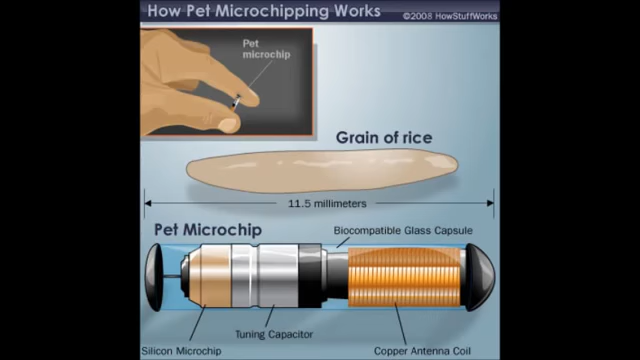 How Pet Microchipping Works
©2008 HowStuffWorks
Pet
microchip
Grain of rice
11.5 millimeters
Pet Microchip
Biocompatible Glass Capsule
Tuning Capacitor
Silicon Microchip
Copper Antenna Coil